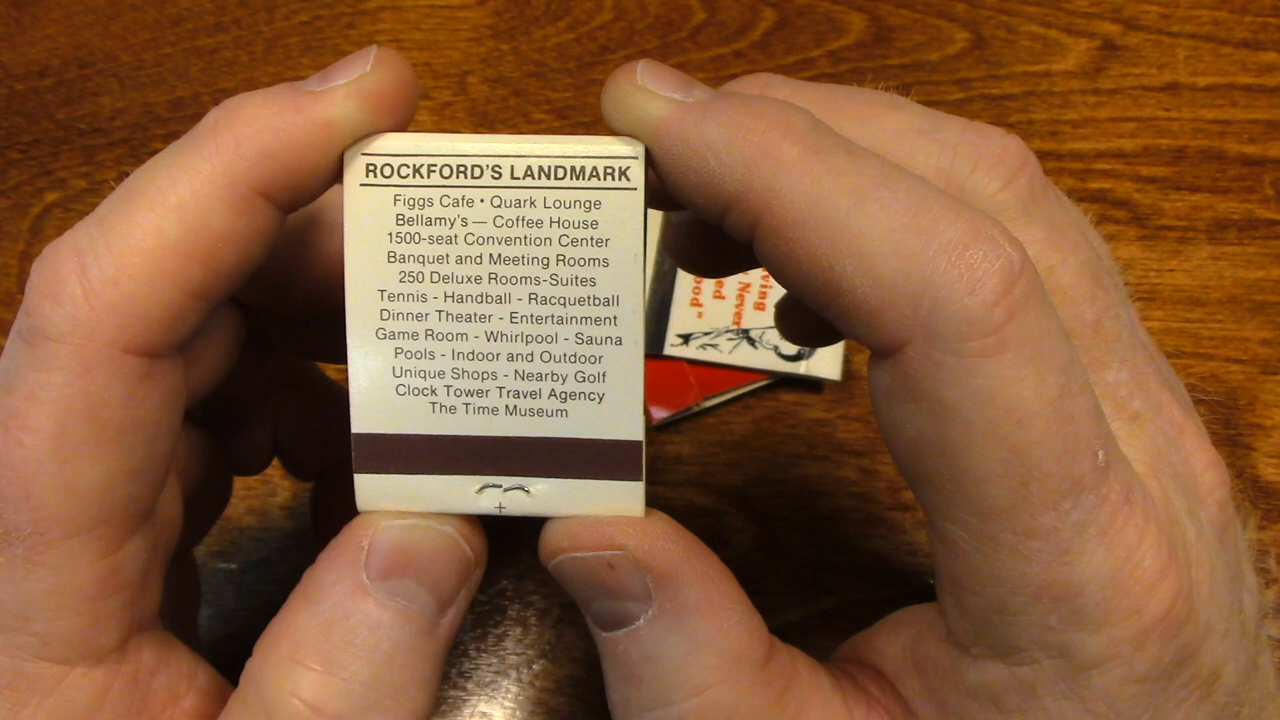 ROCKFORD'S LANDMARK
Figgs Cafe • Quark Lounge
Bellamy's — Coffee House
1500-seat Convention Center
Banquet and Meeting Rooms
250 Deluxe Rooms-Suites
Tennis - Handball - Racquetball
Dinner Theater - Entertainment
Game Room - Whirlpool - Sauna
Pools - Indoor and Outdoor
Unique Shops - Nearby Golf
Clock Tower Travel Agency
The Time Museum
+
Never